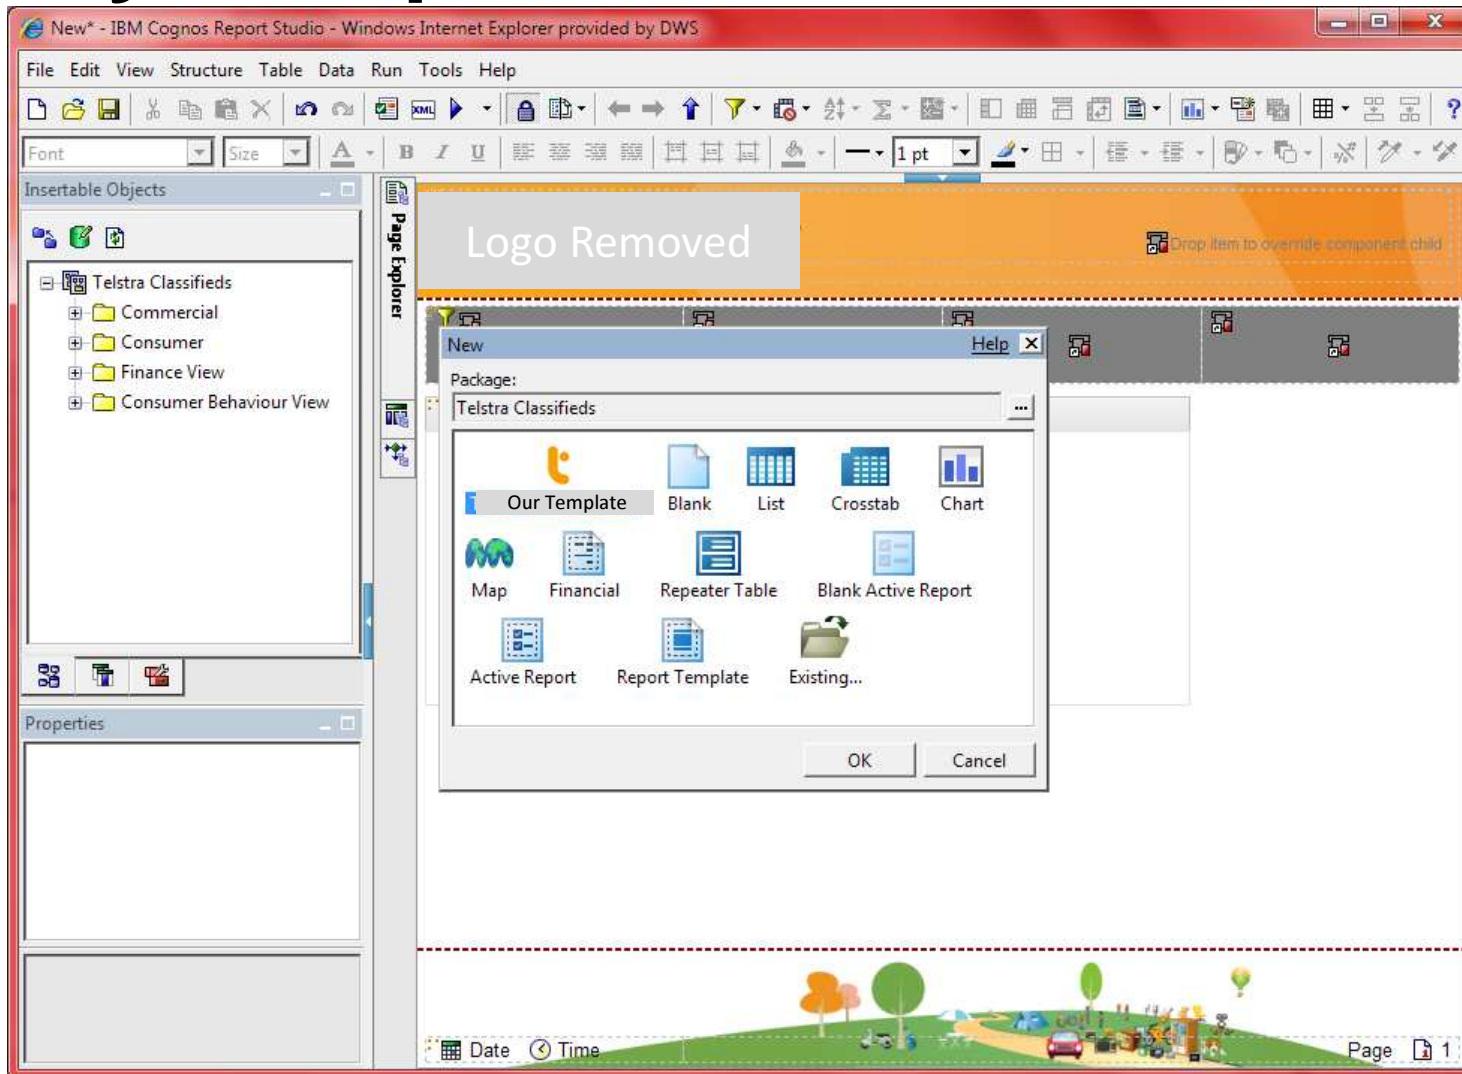 New* - IBM Cognos Report Studio - Windows Internet Explorer provided by DWS
File Edit View Structure Table Data Run Tools Help
XML
?
Font Size A B I U 1 pt
Insertable Objects
Page Explorer
Logo Removed
Drop item to override component child
Telstra Classifieds
Commercial
Consumer
Finance View
Consumer Behaviour View
New Help
Package:
Telstra Classifieds
...
Our Template Blank List Crosstab Chart
Map Financial Repeater Table Blank Active Report
Active Report Report Template Existing...
Properties
OK Cancel
Date Time Page 1